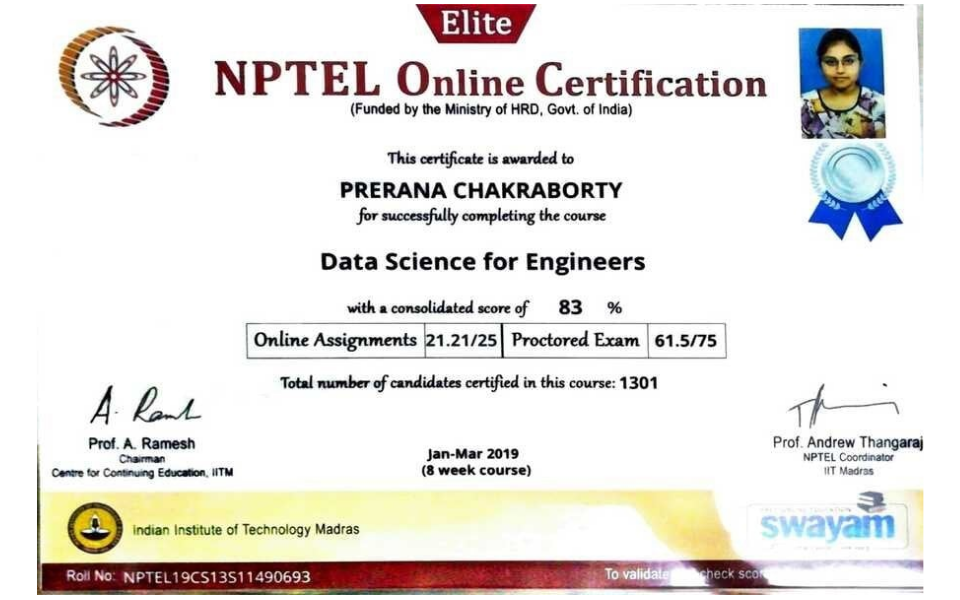 Elite
NPTEL Online Certification
(Funded by the Ministry of HRD, Govt. of India)
This certificate is awarded to
PRERANA CHAKRABORTY
for successfully completing the course
Data Science for Engineers
with a consolidated score of 83 %
Online Assignments 21.21/25 Proctored Exam 61.5/75
Total number of candidates certified in this course: 1301
A. Ramesh
Prof. A. Ramesh
Chairman
Centre for Continuing Education, IITM
Jan-Mar 2019
(8 week course)
Prof. Andrew Thangaraj
NPTEL Coordinator
IIT Madras
Indian Institute of Technology Madras
swayam
Roll No: NPTEL19CS13S11490693
To validate check